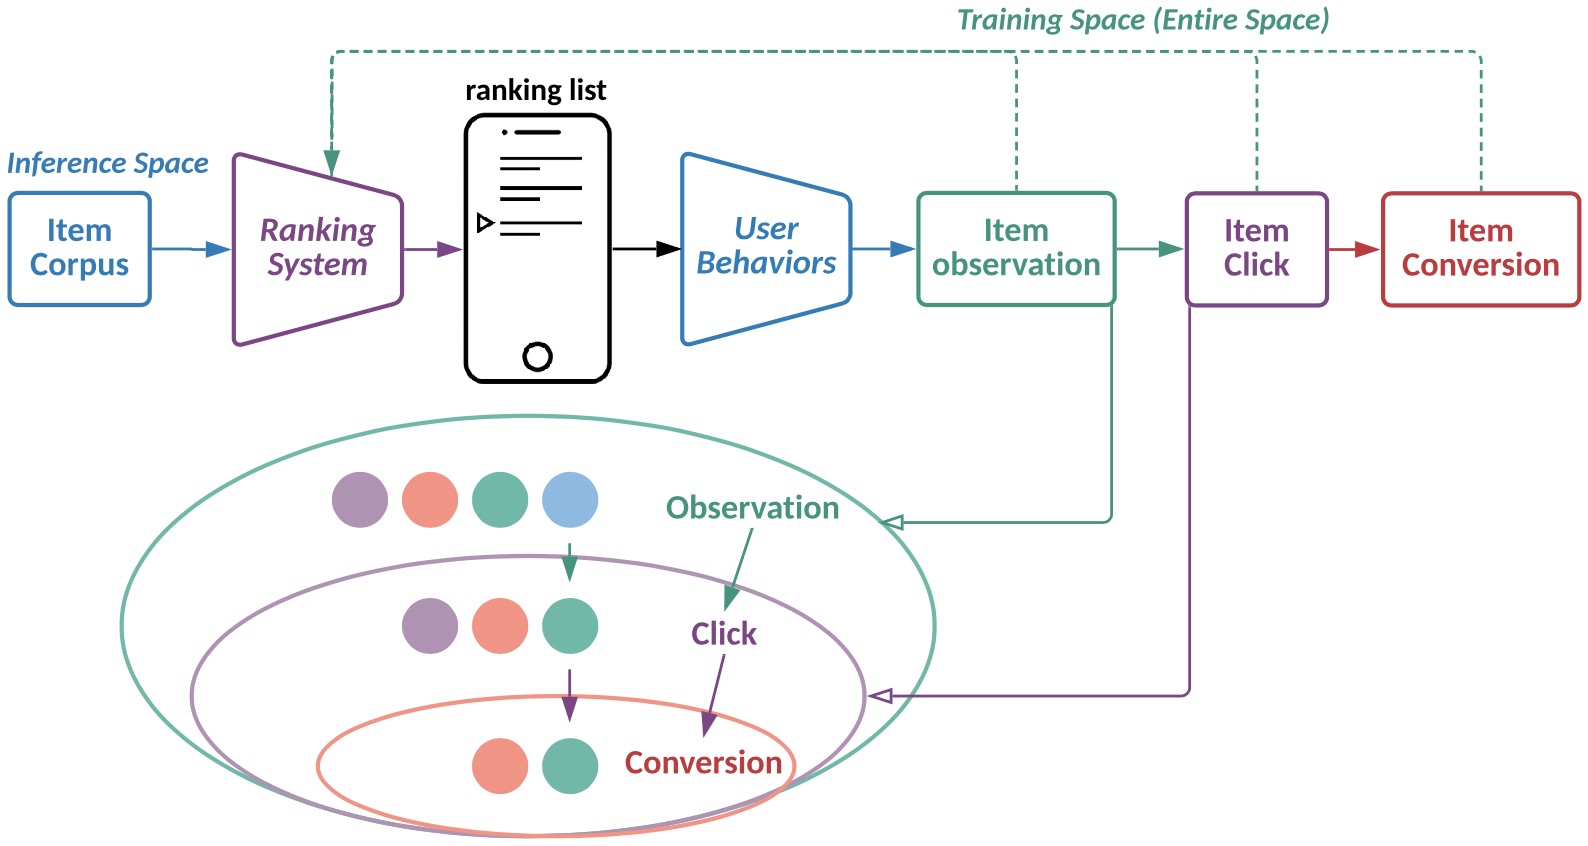 Training Space (Entire Space)
ranking list
Inference Space
Item
Corpus
Ranking
System
User
Behaviors
Item
observation
Item
Click
Item
Conversion
Observation
Click
Conversion